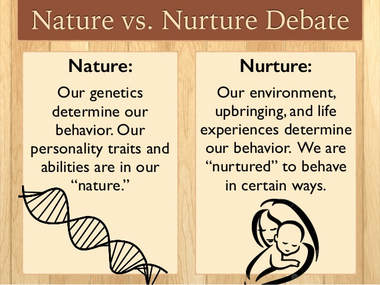 Nature vs. Nurture Debate
Nature:
Our genetics
determine our
behavior. Our
personality traits and
abilities are in our
“nature.”
Nurture:
Our environment,
upbringing, and life
experiences determine
our behavior. We are
“nurtured” to behave
in certain ways.